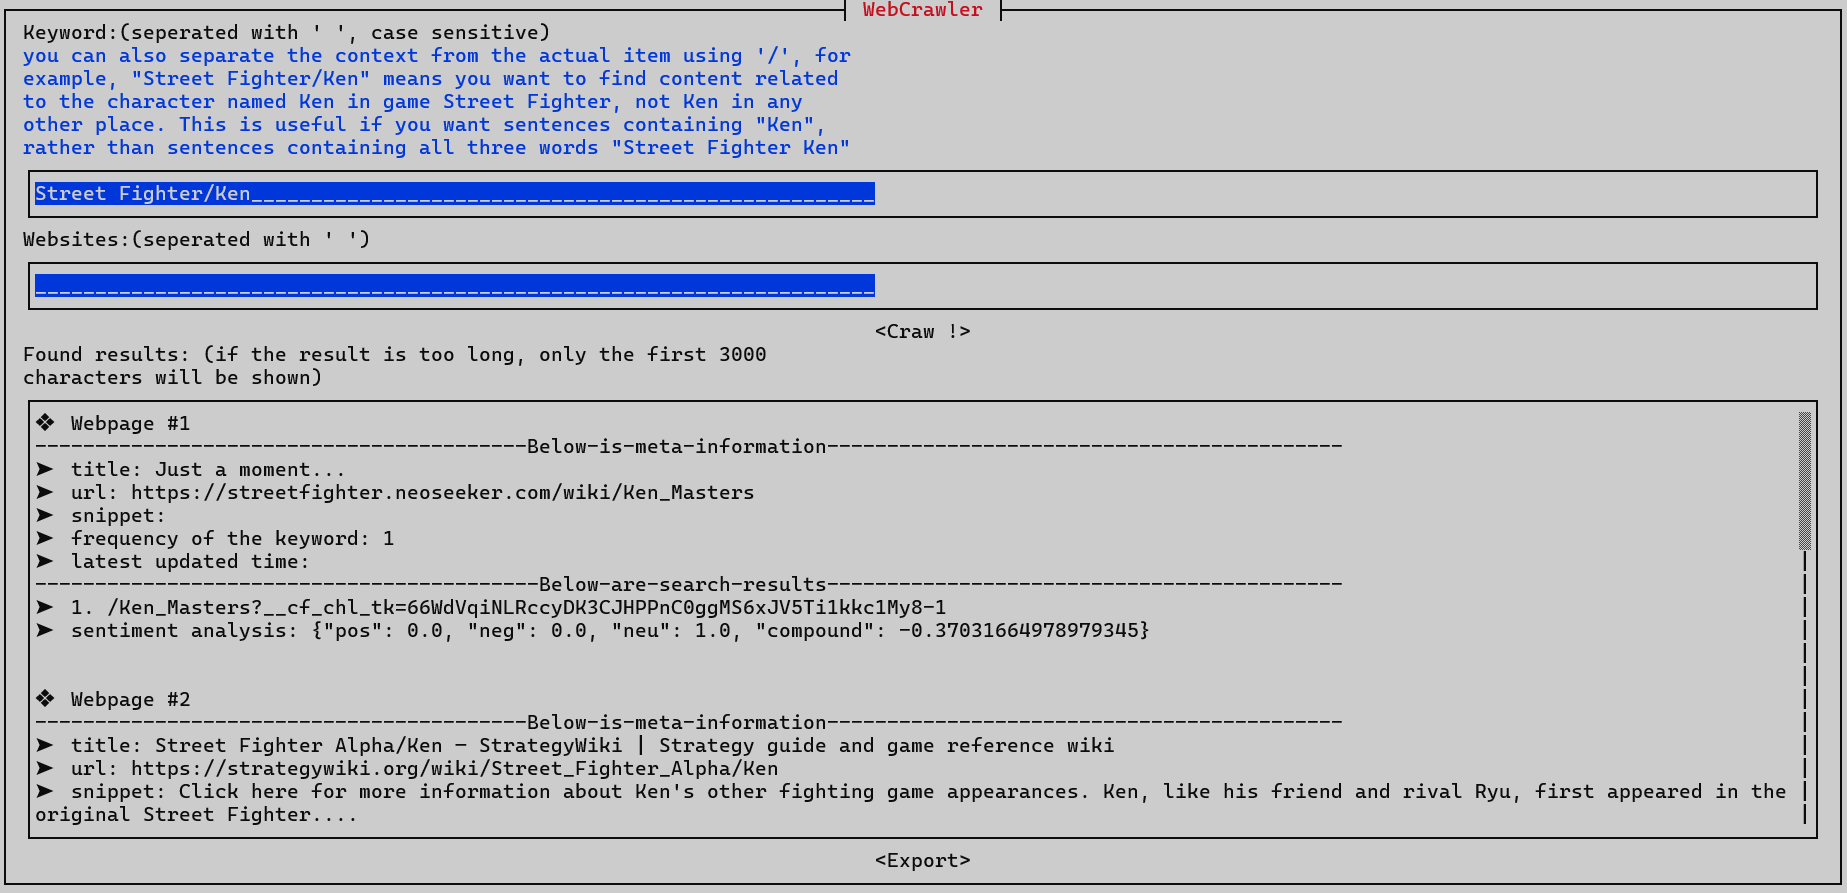 WebCrawler
Keyword:(seperated with ' ', case sensitive)
you can also separate the context from the actual item using '/', for
example, "Street Fighter/Ken" means you want to find content related
to the character named Ken in game Street Fighter, not Ken in any
other place. This is useful if you want sentences containing "Ken",
rather than sentences containing all three words "Street Fighter Ken"
Street Fighter/Ken____________________________________________________
Websites:(seperated with ' ')
______________________________________________________________________
<Craw !>
Found results: (if the result is too long, only the first 3000
characters will be shown)
❖ Webpage #1
-----------------------------------------Below-is-meta-information-------------------------------------------
➤ title: Just a moment...
➤ url: https://streetfighter.neoseeker.com/wiki/Ken_Masters
➤ snippet:
➤ frequency of the keyword: 1
➤ latest updated time:
------------------------------------------Below-are-search-results-------------------------------------------
➤ 1. /Ken_Masters?__cf_chl_tk=66WdVqiNLRccyDK3CJHPPnC0ggMS6xJV5Ti1kkc1My8-1
➤ sentiment analysis: {"pos": 0.0, "neg": 0.0, "neu": 1.0, "compound": -0.37031664978979345}
❖ Webpage #2
-----------------------------------------Below-is-meta-information-------------------------------------------
➤ title: Street Fighter Alpha/Ken — StrategyWiki | Strategy guide and game reference wiki
➤ url: https://strategywiki.org/wiki/Street_Fighter_Alpha/Ken
➤ snippet: Click here for more information about Ken's other fighting game appearances. Ken, like his friend and rival Ryu, first appeared in the
original Street Fighter....
<Export>